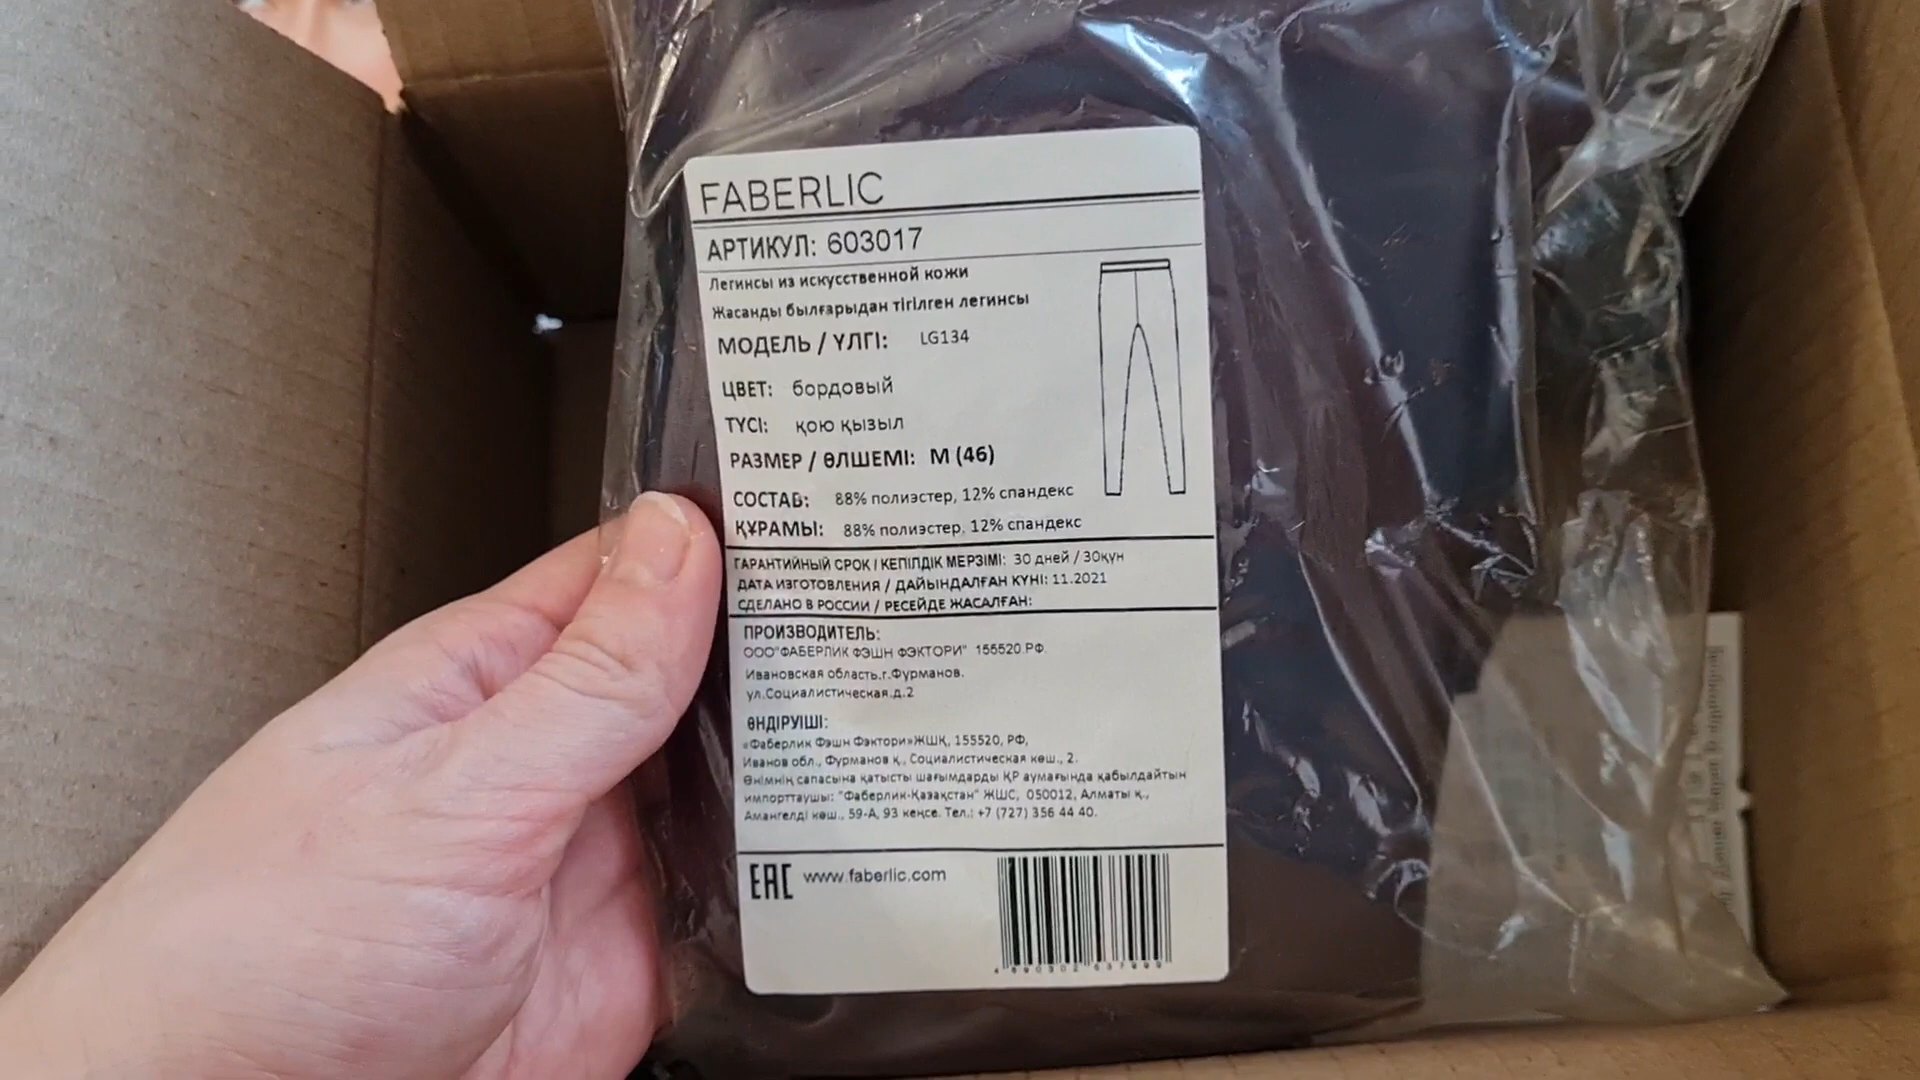 FABERLIC
АРТИКУЛ: 603017
Легинсы из искусственной кожи
Жасанды былғарыдан тігілген легинсы
МОДЕЛЬ / ҮЛГІ: LG134
ЦВЕТ: бордовый
ТҮСІ: қою қызыл
РАЗМЕР / ӨЛШЕМІ: M (46)
СОСТАВ: 88% полиэстер, 12% спандекс
ҚҰРАМЫ: 88% полиэстер, 12% спандекс
ГАРАНТИЙНЫЙ СРОК / КЕПІЛДІК МЕРЗІМІ: 30 дней / 30күн
ДАТА ИЗГОТОВЛЕНИЯ / ДАЙЫНДАЛҒАН КҮНІ: 11.2021
СДЕЛАНО В РОССИИ / РЕСЕЙДЕ ЖАСАЛҒАН:
ПРОИЗВОДИТЕЛЬ:
ООО"ФАБЕРЛИК ФЭШН ФЭКТОРИ" 155520.РФ.
Ивановская область.г.Фурманов.
ул.Социалистическая.д.2
ӨНДІРУІШІ:
«Фаберлик Фэшн Фэктори»ЖШҚ, 155520, РФ,
Иванов обл., Фурманов қ., Социалистическая көш., 2.
Өнімнің сапасына қатысты шағымдарды ҚР аумағында қабылдайтын
импорттаушы: "Фаберлик-Қазақстан" ЖШС, 050012, Алматы қ.,
Амангелді көш., 59-А, 93 кеңсе. Тел.: +7 (727) 356 44 40.
EAC www.faberlic.com